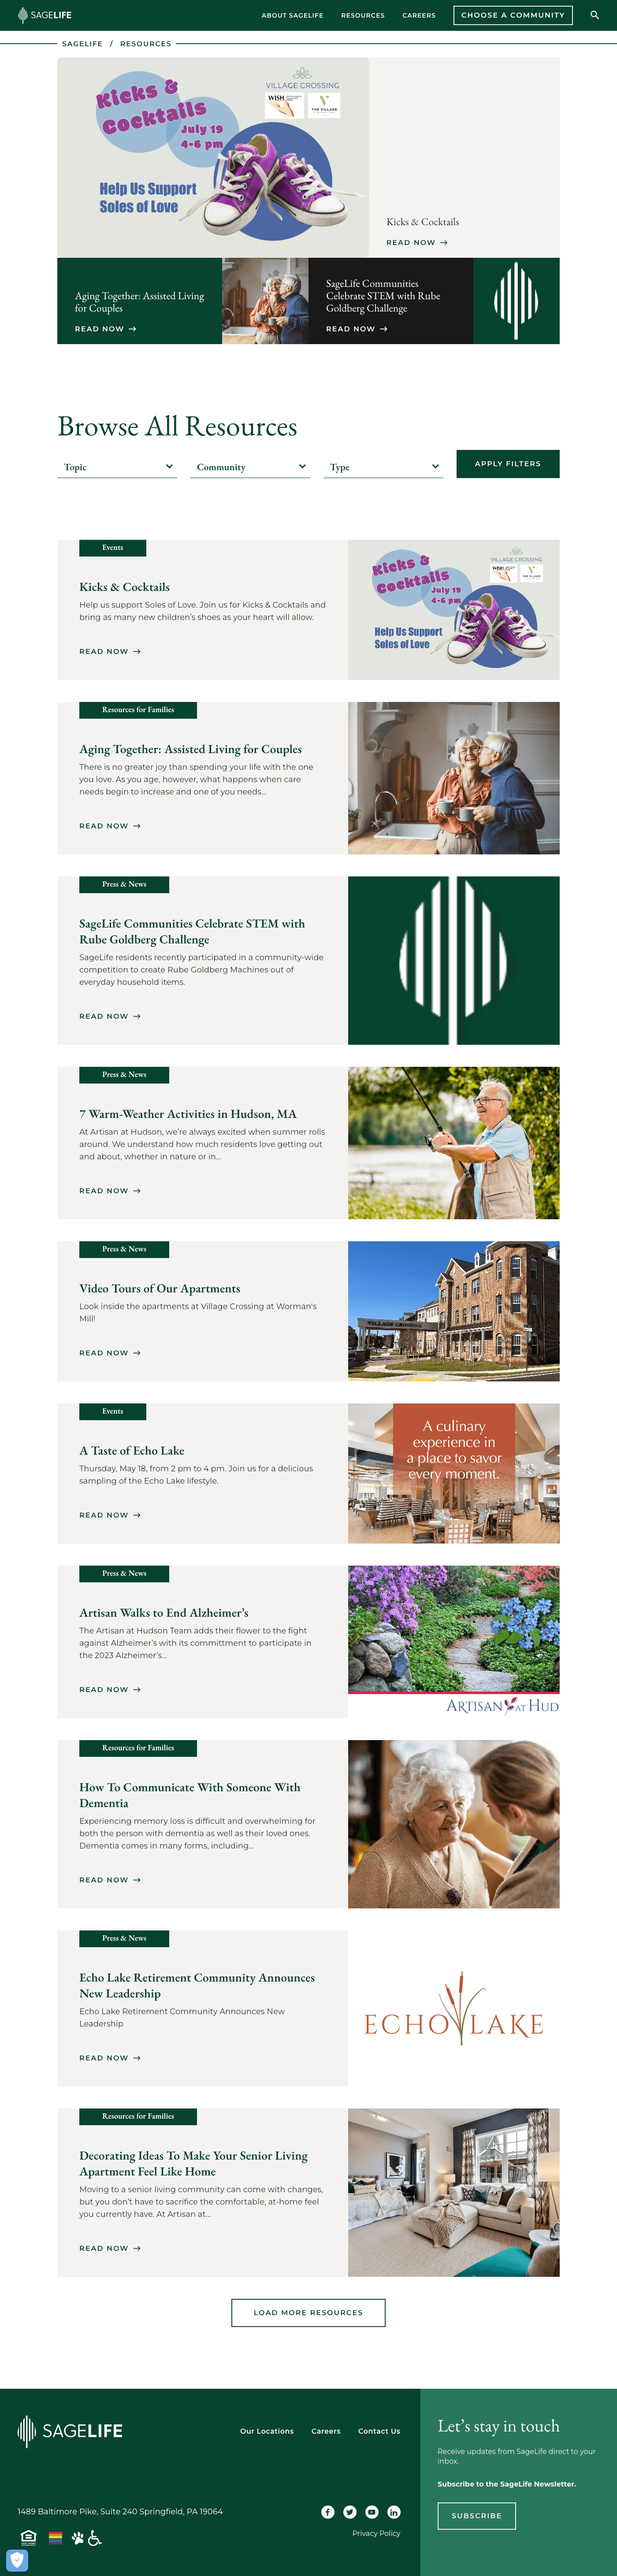 SAGELIFE
ABOUT SAGELIFE
RESOURCES
CAREERS
CHOOSE A COMMUNITY
SAGELIFE / RESOURCES
Kicks &
Cocktails
July 19
4-6 pm
Help Us Support
Soles of Love
VILLAGE CROSSING
WISH
THE VILLAGE
Kicks & Cocktails
READ NOW
Aging Together: Assisted Living
for Couples
READ NOW
SageLife Communities
Celebrate STEM with Rube
Goldberg Challenge
READ NOW
Browse All Resources
Topic
Community
Type
APPLY FILTERS
Events
Kicks & Cocktails
Help us support Soles of Love. Join us for Kicks & Cocktails and
bring as many new children’s shoes as your heart will allow.
READ NOW
Kicks &
Cocktails
July 19
4-6 pm
Help Us Support
Soles of Love
VILLAGE CROSSING
WISH
Resources for Families
Aging Together: Assisted Living for Couples
There is no greater joy than spending your life with the one
you love. As you age, however, what happens when care
needs begin to increase and one of you needs...
READ NOW
Press & News
SageLife Communities Celebrate STEM with
Rube Goldberg Challenge
SageLife residents recently participated in a community-wide
competition to create Rube Goldberg Machines out of
everyday household items.
READ NOW
Press & News
7 Warm-Weather Activities in Hudson, MA
At Artisan at Hudson, we’re always excited when summer rolls
around. We understand how much residents love getting out
and about, whether in nature or in...
READ NOW
Press & News
Video Tours of Our Apartments
Look inside the apartments at Village Crossing at Worman's
Mill!
READ NOW
VILLAGE CROSSING
Events
A Taste of Echo Lake
Thursday, May 18, from 2 pm to 4 pm. Join us for a delicious
sampling of the Echo Lake lifestyle.
READ NOW
A culinary
experience in
a place to savor
every moment.
Press & News
Artisan Walks to End Alzheimer’s
The Artisan at Hudson Team adds their flower to the fight
against Alzheimer’s with its committment to participate in
the 2023 Alzheimer’s...
READ NOW
ARTISAN AT HUD
Resources for Families
How To Communicate With Someone With
Dementia
Experiencing memory loss is difficult and overwhelming for
both the person with dementia as well as their loved ones.
Dementia comes in many forms, including...
READ NOW
Press & News
Echo Lake Retirement Community Announces
New Leadership
Echo Lake Retirement Community Announces New
Leadership
READ NOW
ECHO LAKE
Resources for Families
Decorating Ideas To Make Your Senior Living
Apartment Feel Like Home
Moving to a senior living community can come with changes,
but you don’t have to sacrifice the comfortable, at-home feel
you currently have. At Artisan at...
READ NOW
LOAD MORE RESOURCES
SAGELIFE
Our Locations
Careers
Contact Us
1489 Baltimore Pike, Suite 240 Springfield, PA 19064
Privacy Policy
Let’s stay in touch
Receive updates from SageLife direct to your
inbox.
Subscribe to the SageLife Newsletter.
SUBSCRIBE